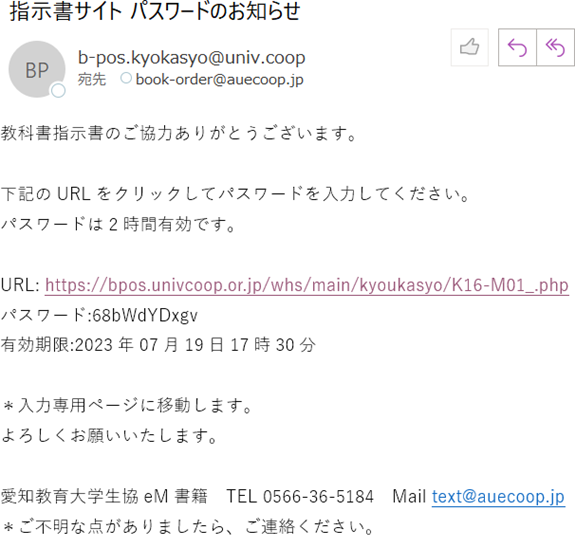 指示書サイト パスワードのお知らせ
BP
b-pos.kyokasyo@univ.coop
宛先 book-order@auecoop.jp
教科書指示書のご協力ありがとうございます。
下記の URL をクリックしてパスワードを入力してください。
パスワードは 2 時間有効です。
URL: https://bpos.univcoop.or.jp/whs/main/kyoukasyo/K16-M01_.php
パスワード:68bWdYDxgv
有効期限:2023 年 07 月 19 日 17 時 30 分
＊入力専用ページに移動します。
よろしくお願いいたします。
愛知教育大学生協 eM 書籍　TEL 0566-36-5184　Mail text@auecoop.jp
＊ご不明な点がありましたら、ご連絡ください。